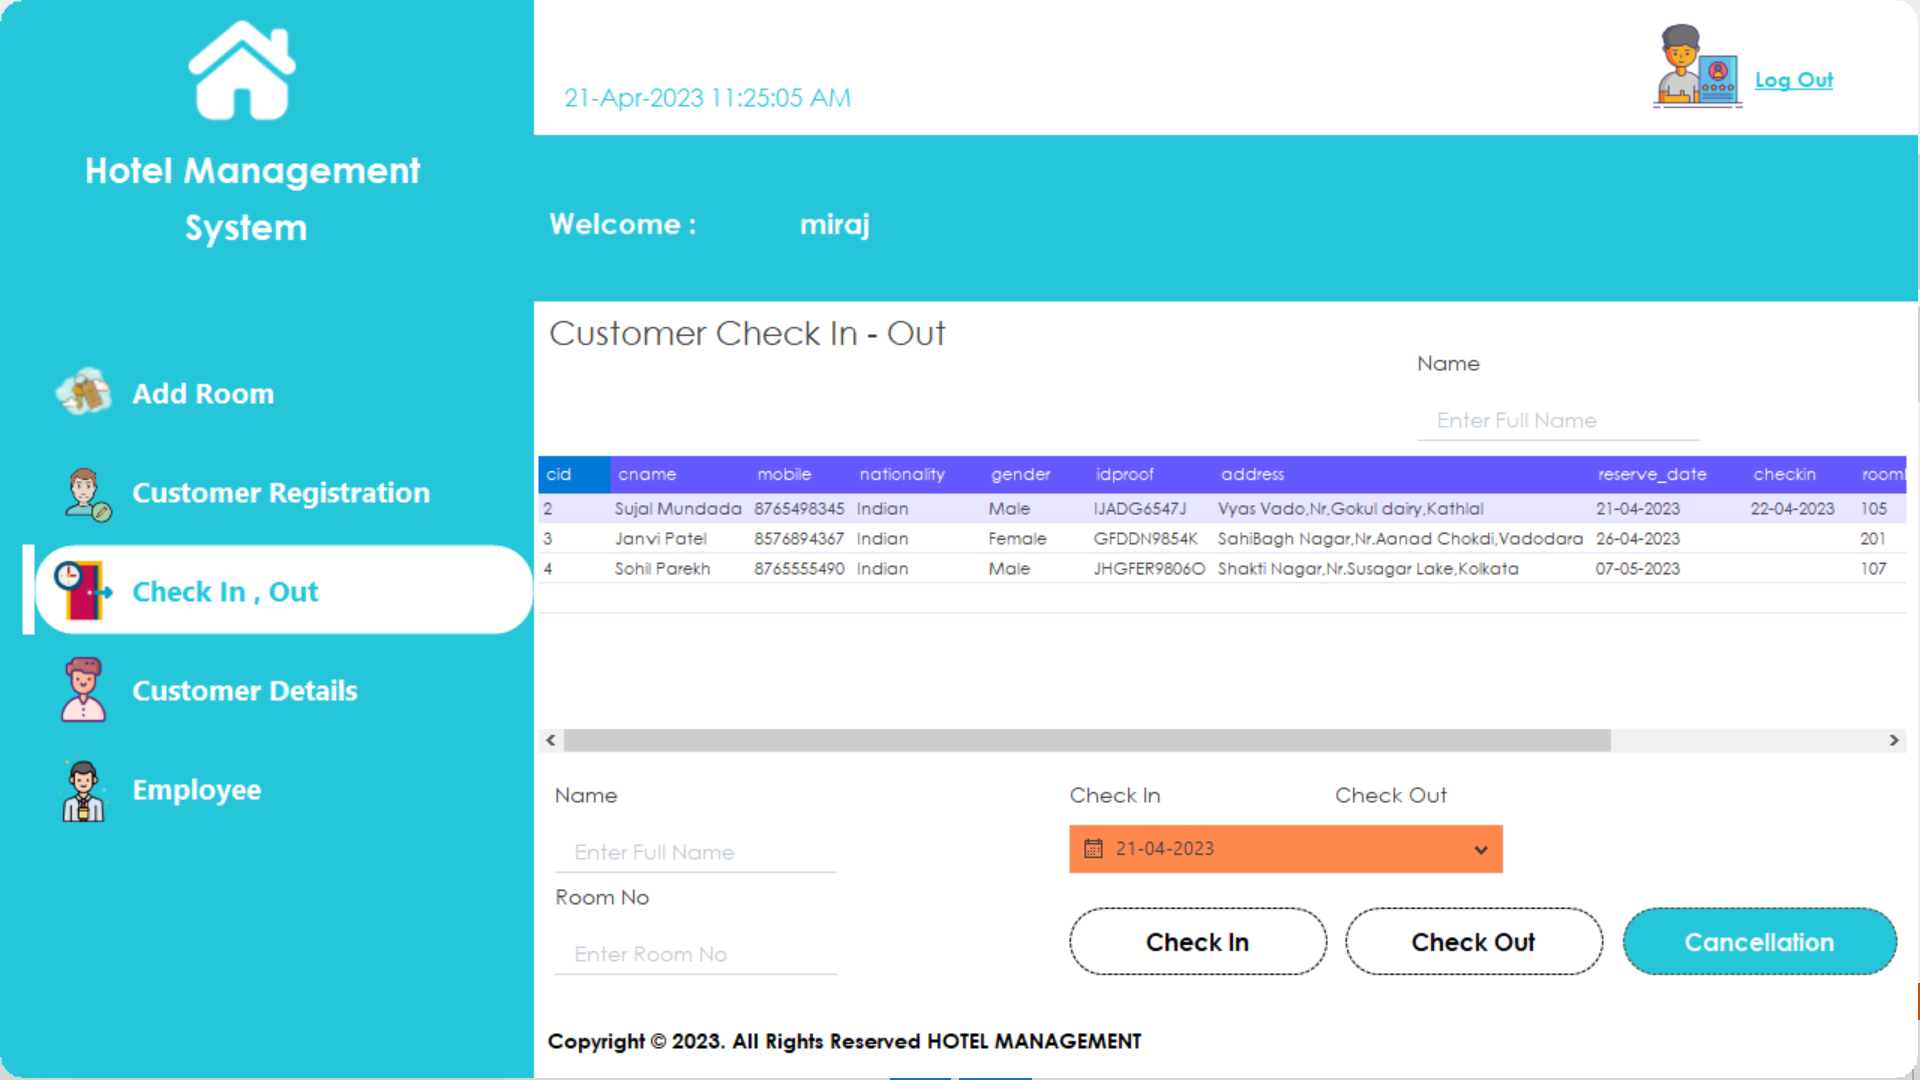 Hotel Management
System
Add Room
Customer Registration
Check In , Out
Customer Details
Employee
21-Apr-2023 11:25:05 AM
Log Out
Welcome : miraj
Customer Check In - Out
Name
Enter Full Name
cid cname mobile nationality gender idproof address reserve_date checkin room
2 Sujal Mundada 8765498345 Indian Male IJADG6547J Vyas Vado,Nr,Gokul dairy,Kathlal 21-04-2023 22-04-2023 105
3 Janvi Patel 8576894367 Indian Female GFDDN9854K SahiBagh Nagar,Nr.Aanad Chokdi,Vadodara 26-04-2023 201
4 Sohil Parekh 8765555490 Indian Male JHGFER9806O Shakti Nagar,Nr.Susagar Lake,Kolkata 07-05-2023 107
Name Check In Check Out
Enter Full Name 21-04-2023
Room No
Enter Room No
Check In Check Out Cancellation
Copyright © 2023. All Rights Reserved HOTEL MANAGEMENT